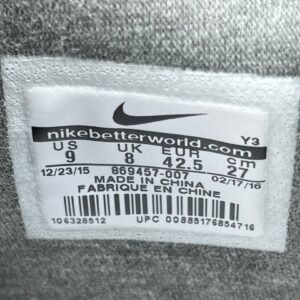 Y3
nikebetterworld.com
US UK EUR cm
9 8 42.5 27
12/23/15 869457-007 02/17/16
MADE IN CHINA
FABRIQUE EN CHINE
106328512 UPC 00885176854716